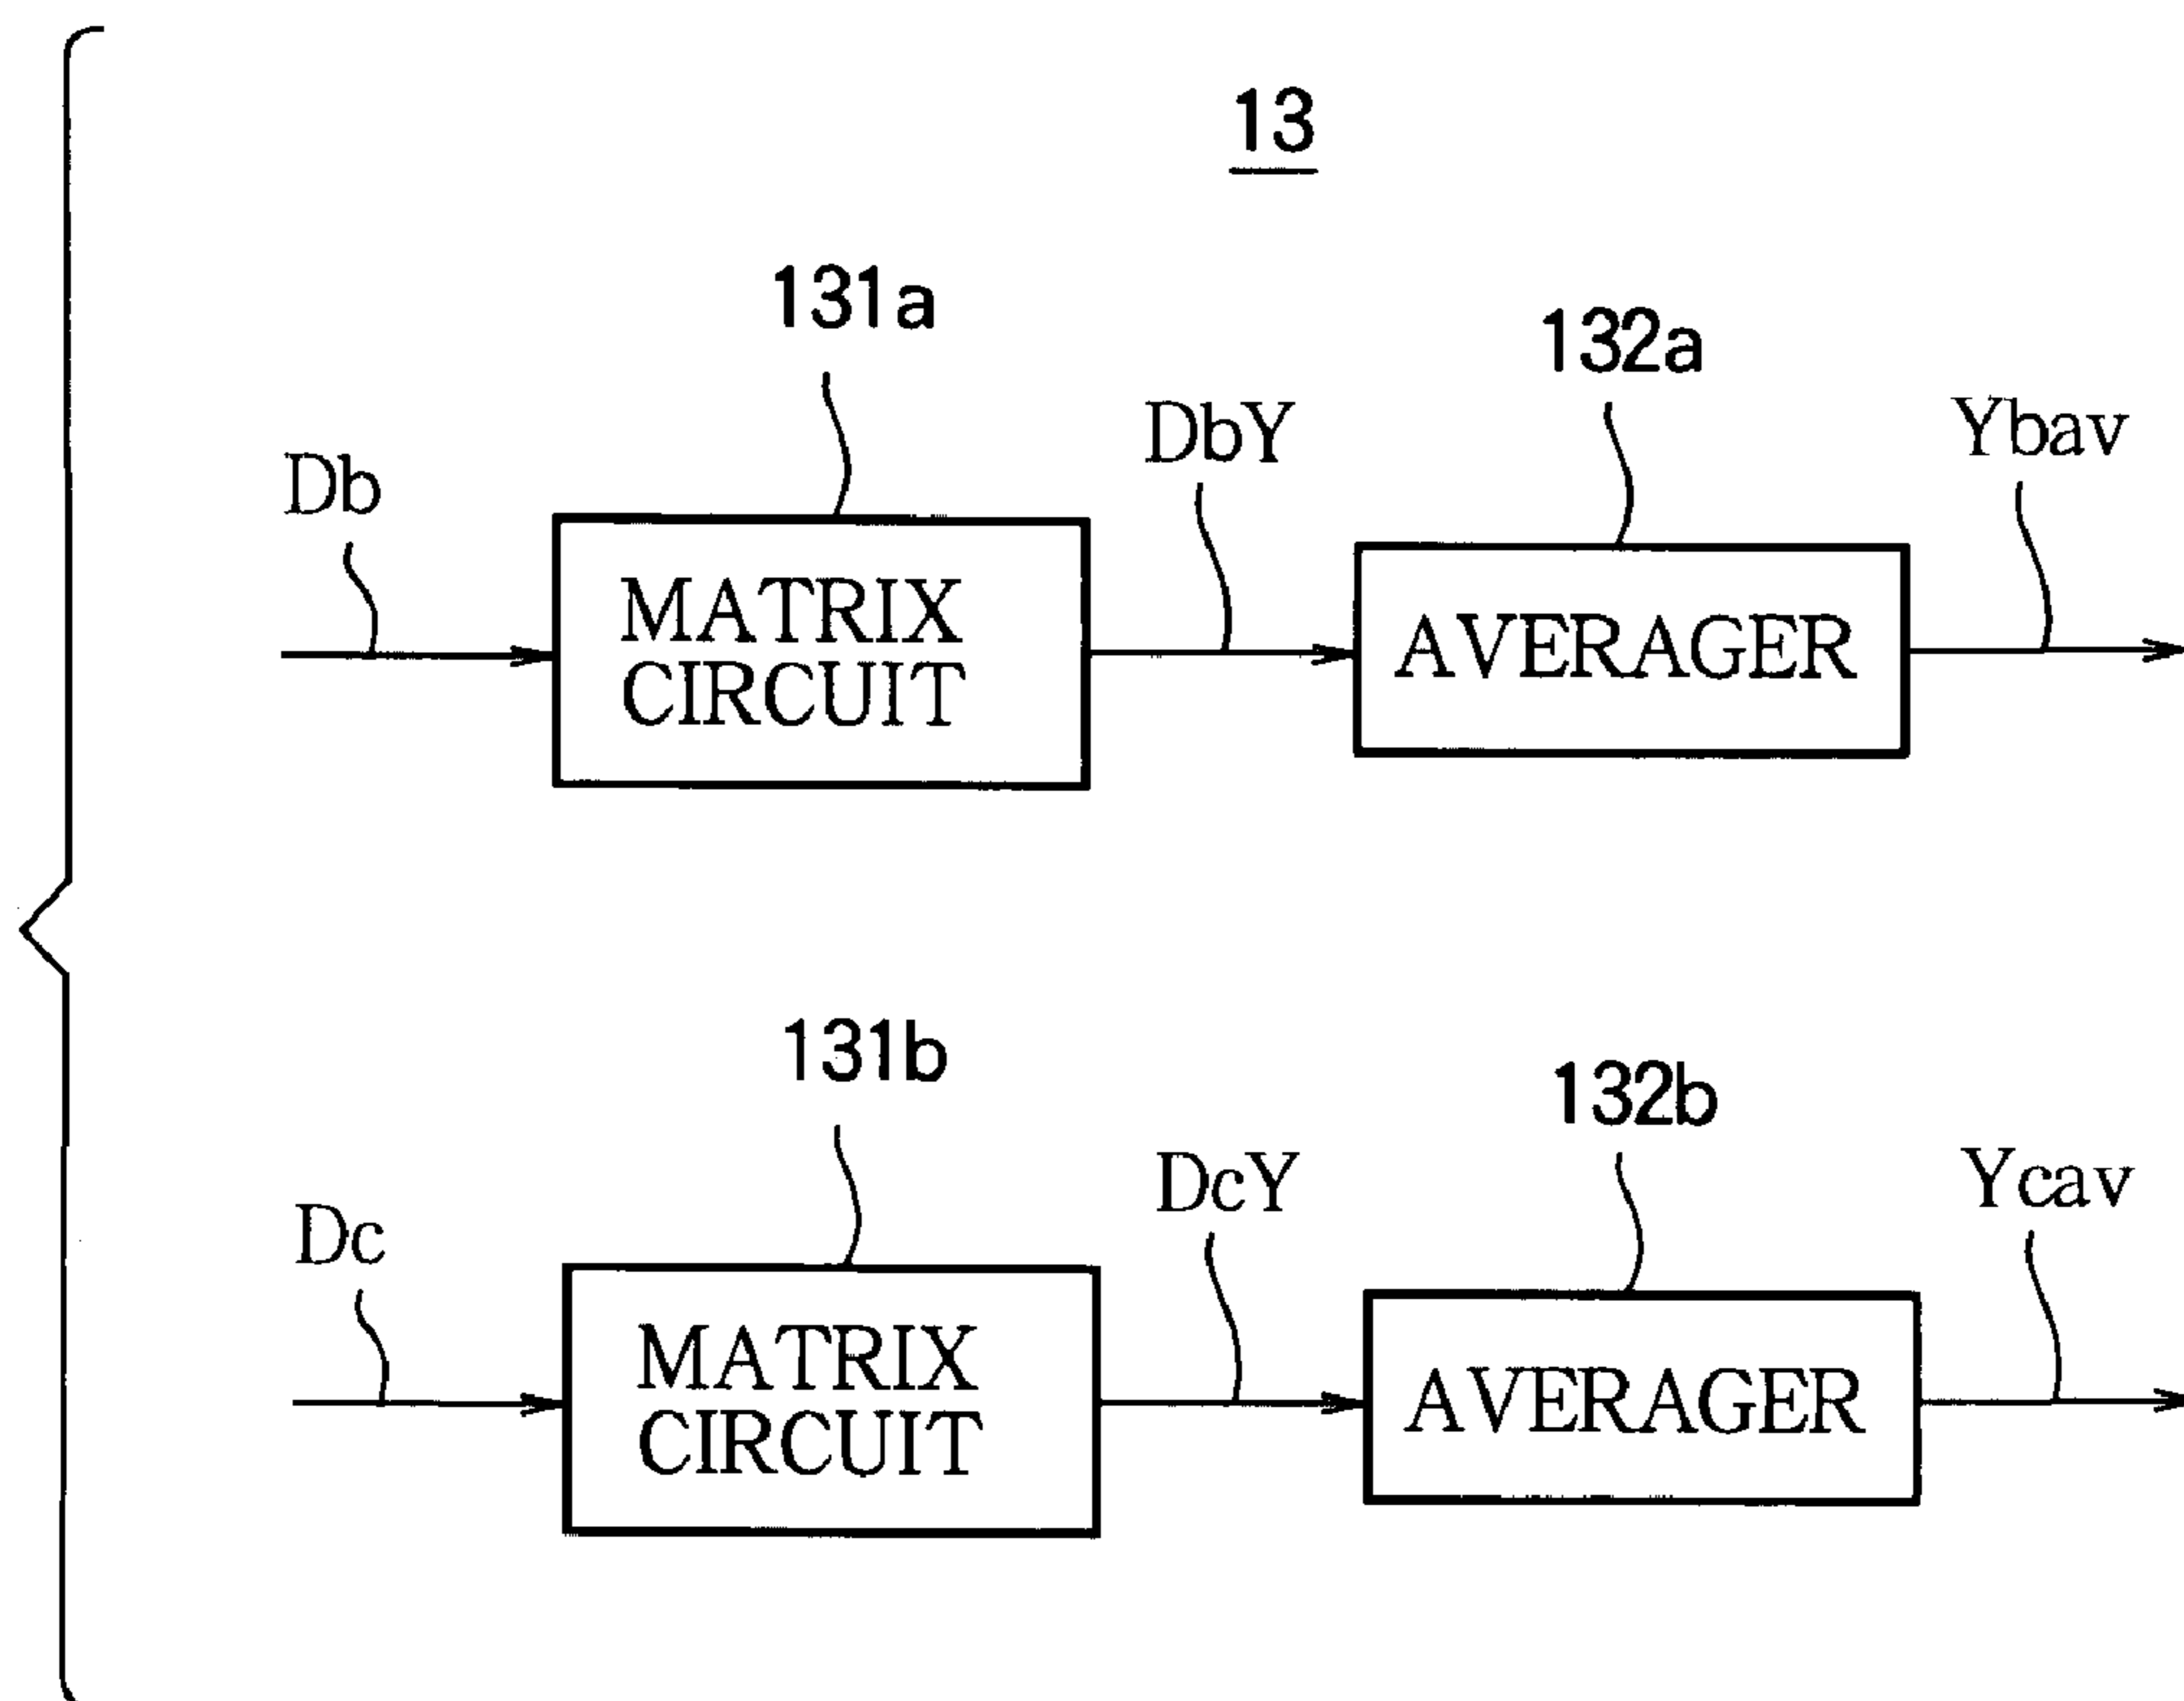 13
131a
132a
Db
DbY
Ybav
MATRIX
CIRCUIT
AVERAGER
131b
132b
Dc
DcY
Ycav
MATRIX
CIRCUIT
AVERAGER